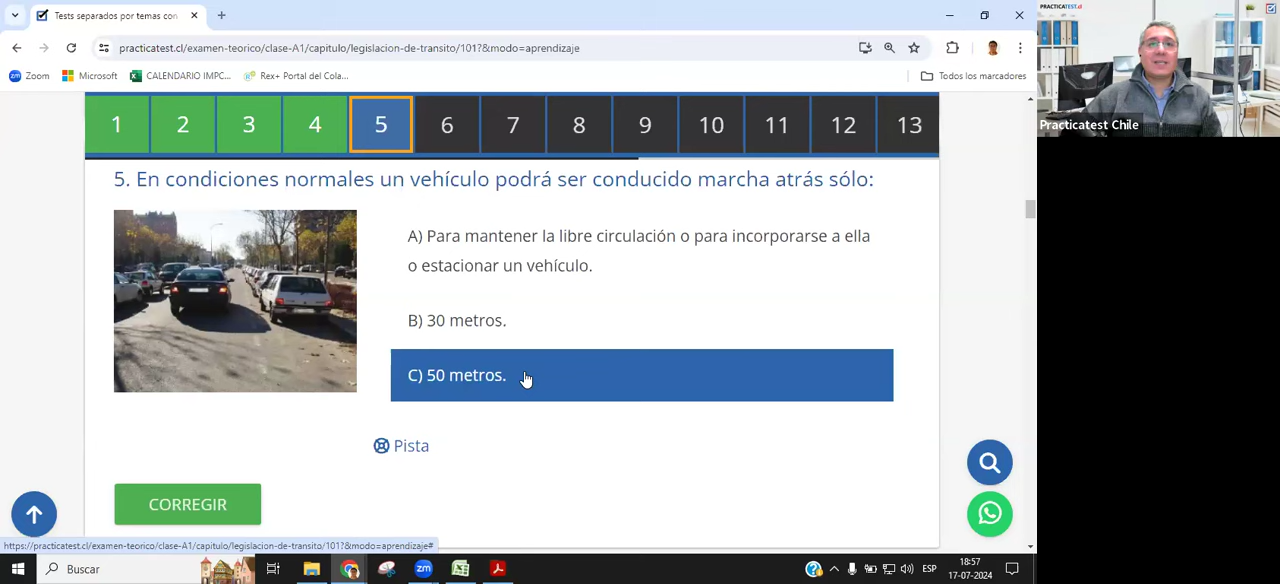 Tests separados por temas con
practicatest.cl/examen-teorico/clase-A1/capitulo/legislacion-de-transito/101?&modo=aprendizaje
Zoom
Microsoft
CALENDARIO IMPC...
Rex+ Portal del Cola...
Todos los marcadores
PRACTICATEST.cl
Practicatest Chile
1 2 3 4 5 6 7 8 9 10 11 12 13
5. En condiciones normales un vehículo podrá ser conducido marcha atrás sólo:
A) Para mantener la libre circulación o para incorporarse a ella
o estacionar un vehículo.
B) 30 metros.
C) 50 metros.
Pista
CORREGIR
https://practicatest.cl/examen-teorico/clase-A1/capitulo/legislacion-de-transito/101?&modo=aprendizaje#
Buscar
ESP
18:57
17-07-2024